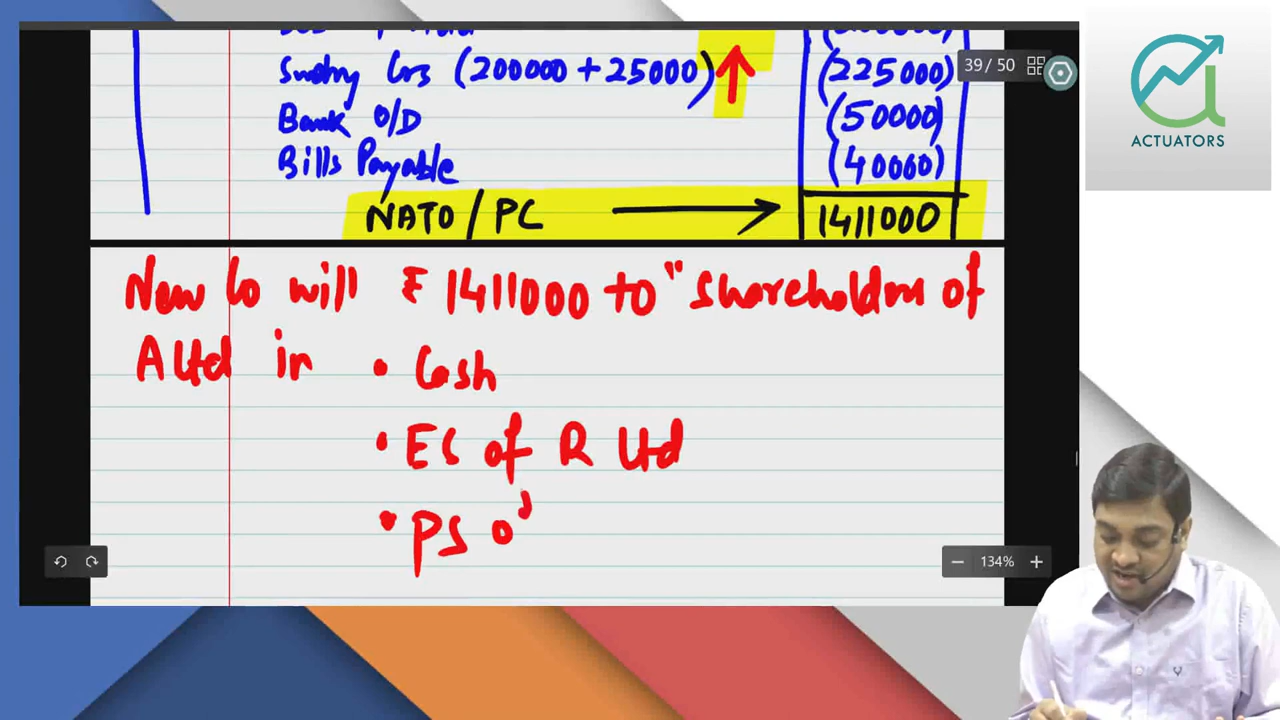 Sundry Crs (200000 + 25000) (225000)
Bank O/D (50000)
Bills Payable (40000)
NATO / PC → 1411000
New Co will ₹ 1411000 to "Shareholders of
A Ltd in • Cash
• ES of R Ltd
• PS o
39 / 50
134%
ACTUATORS